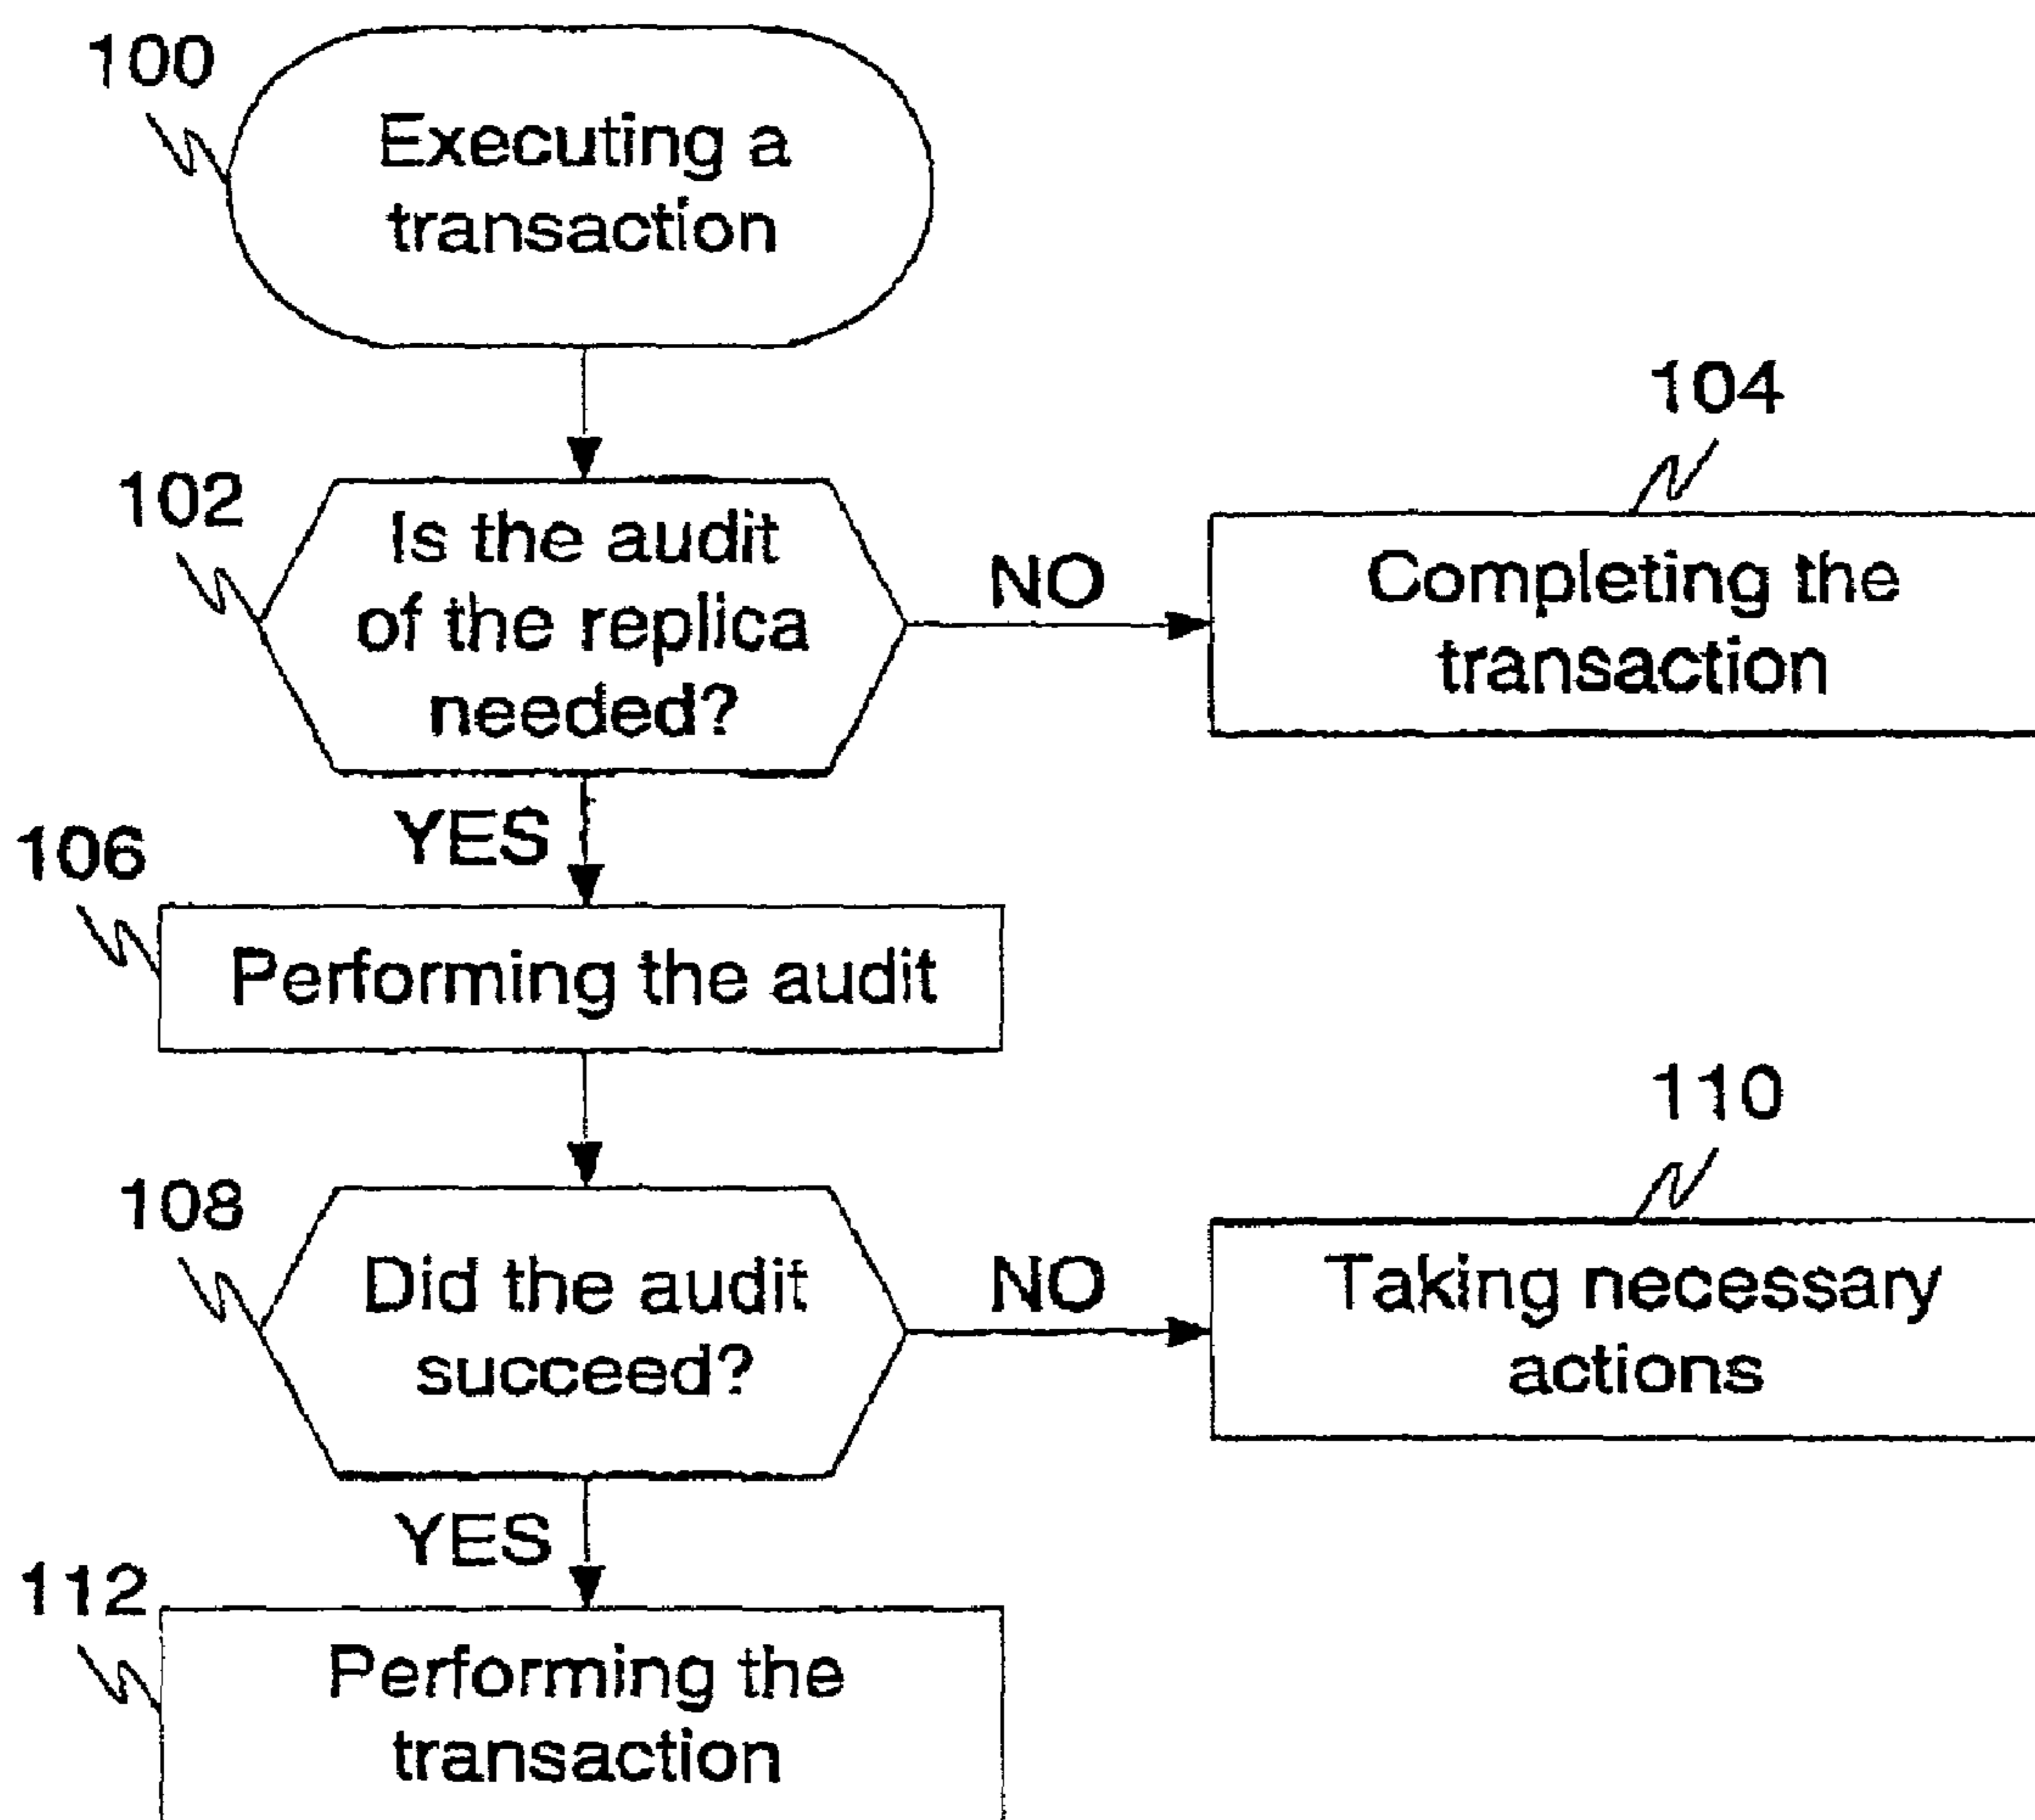 100
Executing a
transaction
104
102
Is the audit
of the replica
needed?
NO
Completing the
transaction
YES
106
Performing the audit
110
108
Did the audit
succeed?
NO
Taking necessary
actions
YES
112
Performing the
transaction